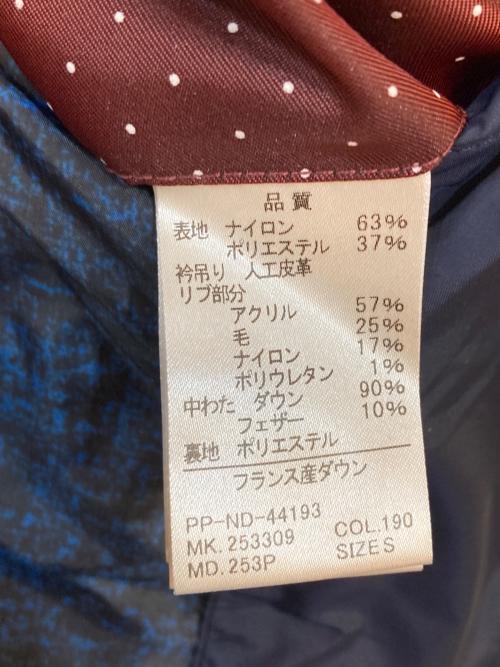 品質
表地 ナイロン 63%
ポリエステル 37%
衿吊り 人工皮革
リブ部分
アクリル 57%
毛 25%
ナイロン 17%
ポリウレタン 1%
中わた ダウン 90%
フェザー 10%
裏地 ポリエステル
フランス産ダウン
PP-ND-44193
MK.253309 COL.190
MD.253P SIZE S